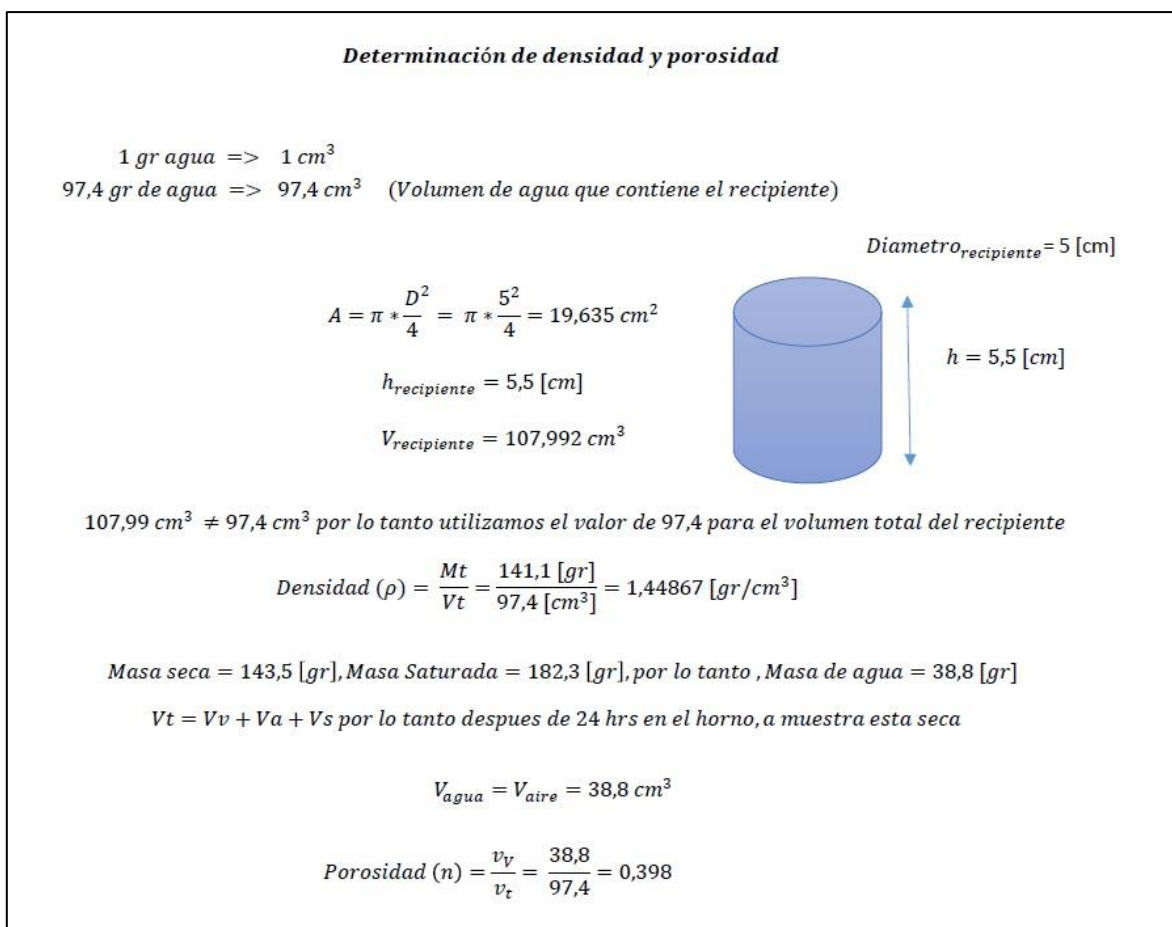 Determinación de densidad y porosidad
1 gr agua => 1 cm³
97,4 gr de agua => 97,4 cm³ (Volumen de agua que contiene el recipiente)
Diametro_recipiente = 5 [cm]
A = π * D²/4 = π * 5²/4 = 19,635 cm²
h = 5,5 [cm]
h_recipiente = 5,5 [cm]
V_recipiente = 107,992 cm³
107,99 cm³ ≠ 97,4 cm³ por lo tanto utilizamos el valor de 97,4 para el volumen total del recipiente
Densidad (ρ) = Mt/Vt = 141,1 [gr]/97,4 [cm³] = 1,44867 [gr/cm³]
Masa seca = 143,5 [gr], Masa Saturada = 182,3 [gr], por lo tanto , Masa de agua = 38,8 [gr]
Vt = Vv + Va + Vs por lo tanto despues de 24 hrs en el horno, a muestra esta seca
V_agua = V_aire = 38,8 cm³
Porosidad (n) = v_V/v_t = 38,8/97,4 = 0,398